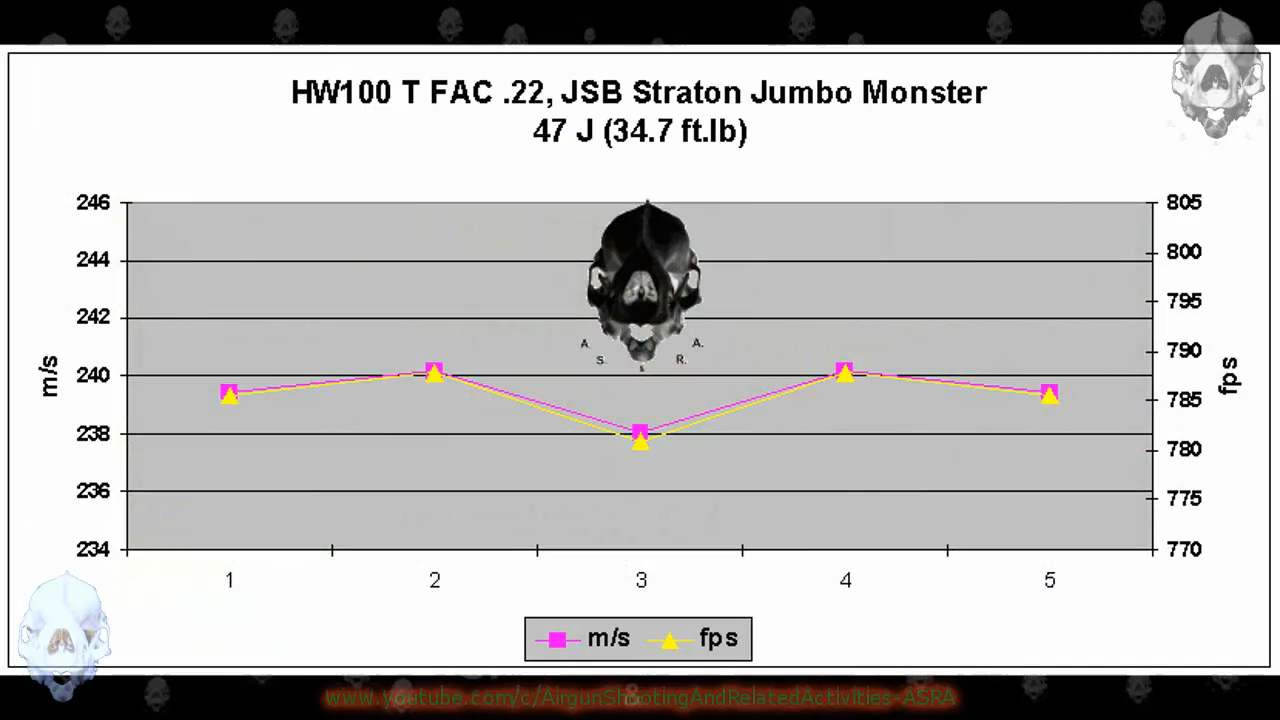 HW100 T FAC .22, JSB Straton Jumbo Monster
47 J (34.7 ft.lb)
246
244
242
240
238
236
234
m/s
805
800
795
790
785
780
775
770
fps
A. A.
S. R.
1 2 3 4 5
m/s fps
www.youtube.com/c/AirgunShootingAndRelatedActivities-ASRA